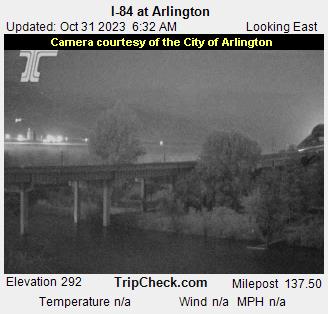 I-84 at Arlington
Updated: Oct 31 2023 6:32 AM Looking East
Camera courtesy of the City of Arlington
Elevation 292 TripCheck.com Milepost 137.50
Temperature n/a Wind n/a MPH n/a